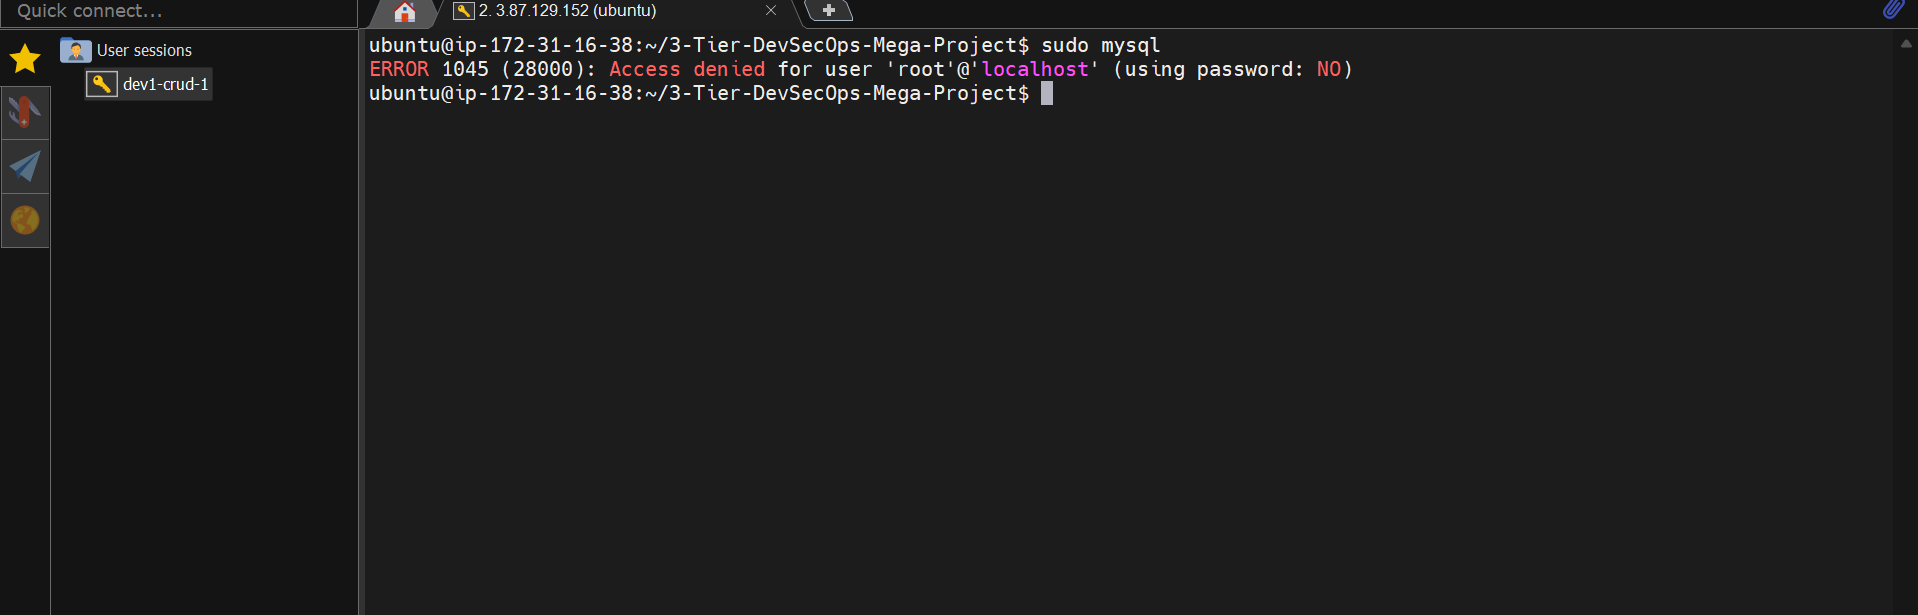 Quick connect...
2. 3.87.129.152 (ubuntu)
User sessions
dev1-crud-1
ubuntu@ip-172-31-16-38:~/3-Tier-DevSecOps-Mega-Project$ sudo mysql
ERROR 1045 (28000): Access denied for user 'root'@'localhost' (using password: NO)
ubuntu@ip-172-31-16-38:~/3-Tier-DevSecOps-Mega-Project$